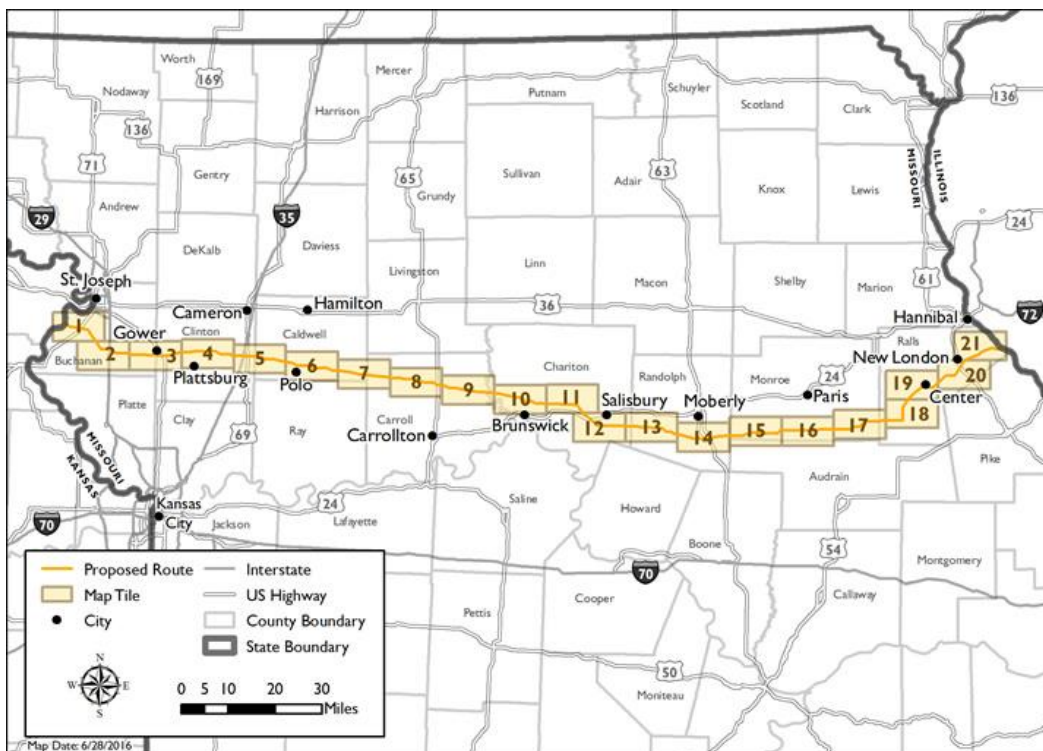 Worth
169
Mercer
Nodaway
Putnam
Schuyler
Harrison
Scotland
Clark
136
136
71
Gentry
65
Grundy
Sullivan
Adair
63
Knox
Lewis
MISSOURI
ILLINOIS
Andrew
29
35
24
DeKalb
Daviess
Livingston
Linn
Macon
Shelby
Marion
61
St. Joseph
Cameron
Hamilton
36
Hannibal
72
Gower
Clinton
Caldwell
Ralls
1
2
3
4
5
6
7
8
9
10
11
12
13
14
15
16
17
18
19
20
21
Buchanan
Plattsburg
Polo
Chariton
Randolph
Monroe
24
New London
Center
Paris
Platte
Clay
Ray
Carroll
Carrollton
Brunswick
Salisbury
Moberly
69
Audrain
Pike
MISSOURI
KANSAS
Kansas
City
24
Saline
Howard
70
Jackson
Lafayette
Boone
54
Montgomery
70
Cooper
Callaway
Pettis
50
Moniteau
Proposed Route
Map Tile
City
Interstate
US Highway
County Boundary
State Boundary
N
W
E
S
0 5 10 20 30
Miles
Map Date: 6/28/2016